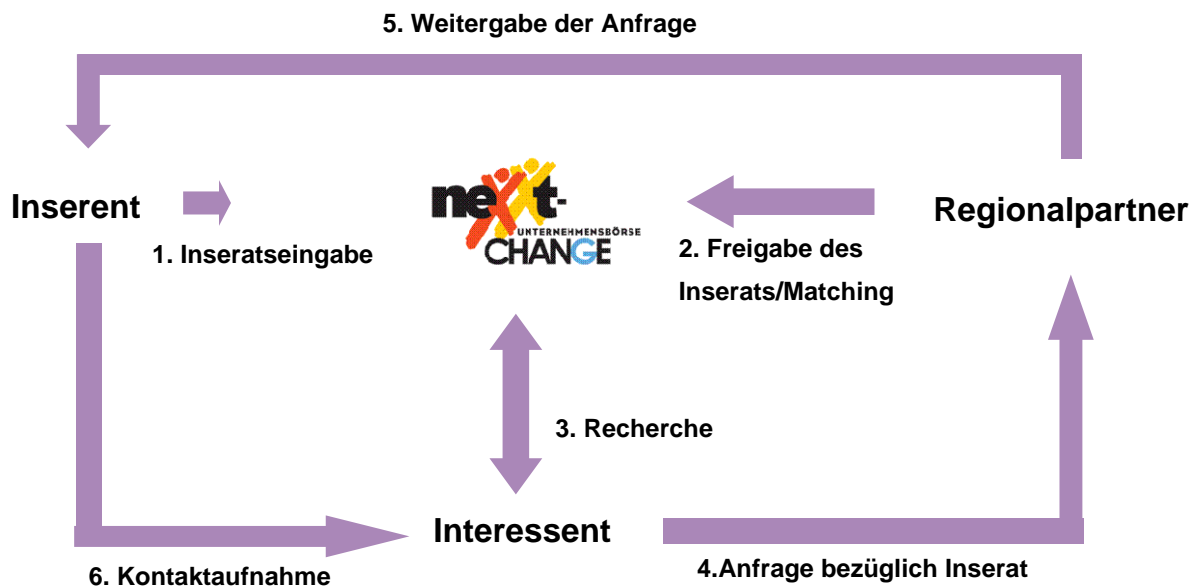 5. Weitergabe der Anfrage
Inserent
1. Inseratseingabe
nexxt-
UNTERNEHMENSBÖRSE
CHANGE
Regionalpartner
2. Freigabe des
Inserats/Matching
3. Recherche
Interessent
4.Anfrage bezüglich Inserat
6. Kontaktaufnahme